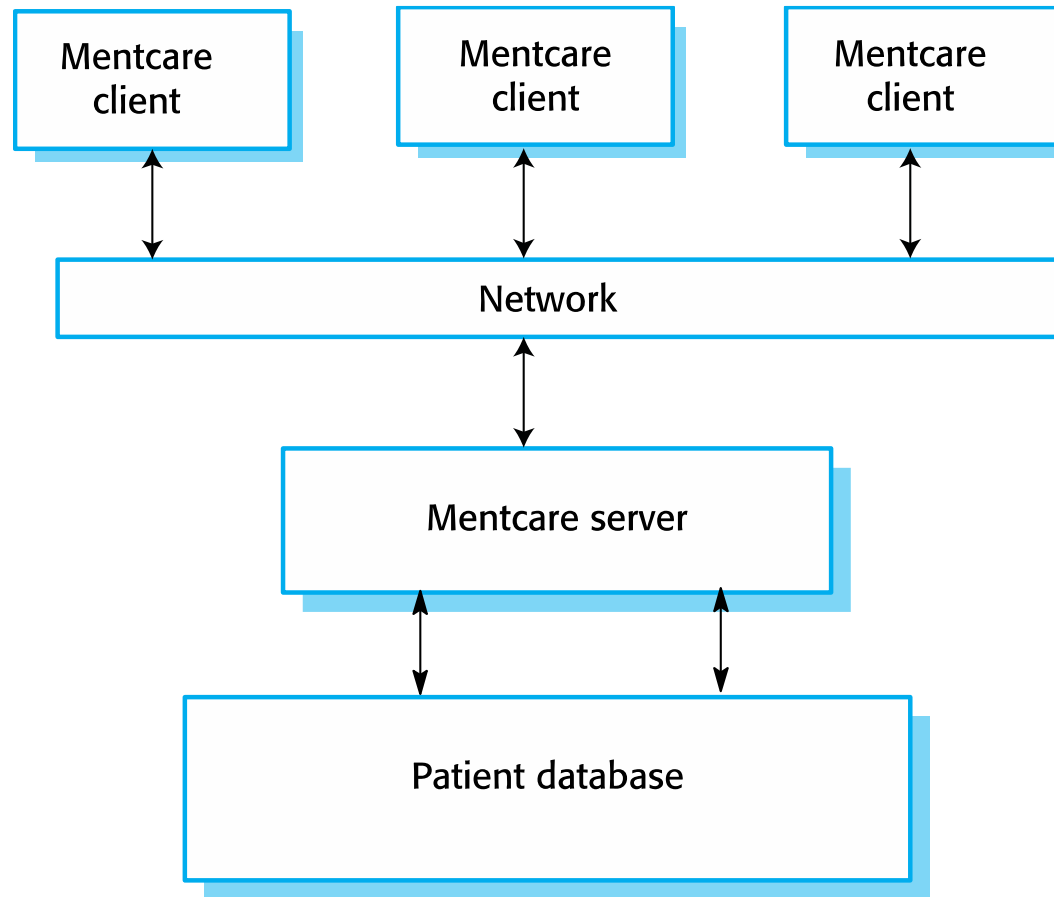 Mentcare
client
Mentcare
client
Mentcare
client
Network
Mentcare server
Patient database